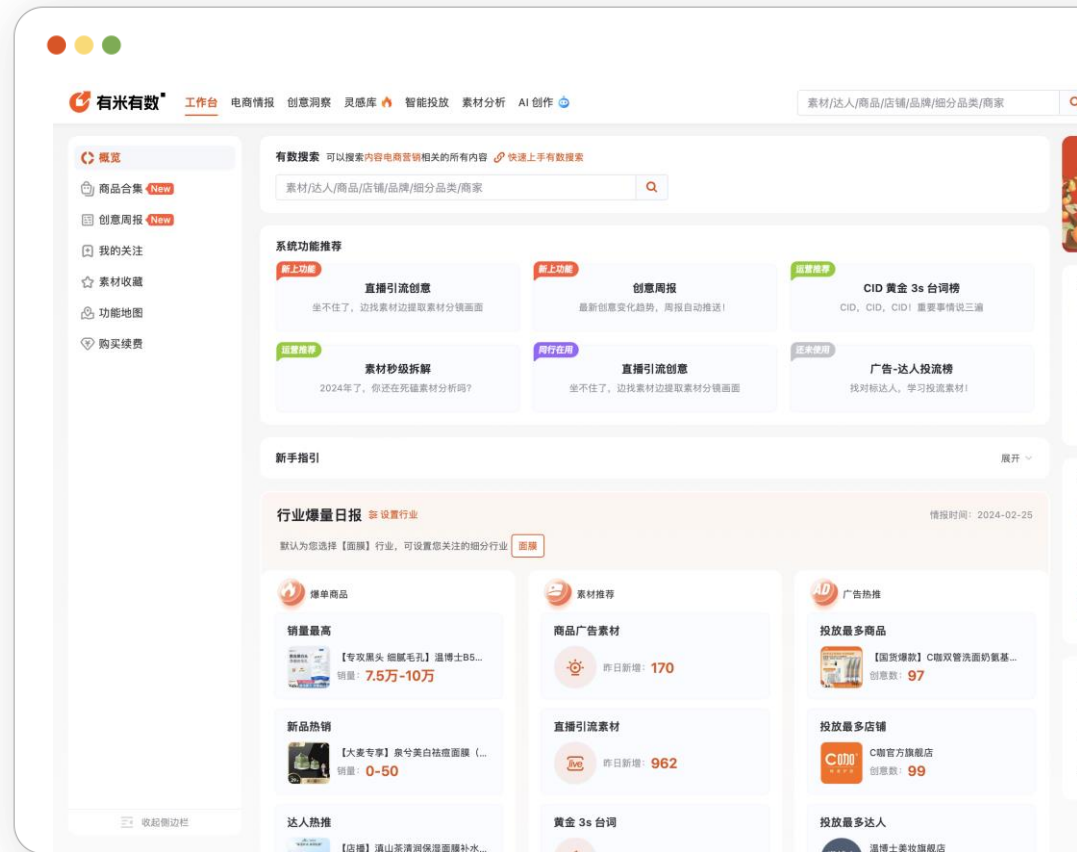 有米有数
工作台 电商情报 创意洞察 灵感库 智能投放 素材分析 AI 创作
素材/达人/商品/店铺/品牌/细分品类/商家
概览
商品合集 New
创意周报 New
我的关注
素材收藏
功能地图
购买续费
收起侧边栏
有数搜索 可以搜索内容电商营销相关的所有内容 快速上手有数搜索
素材/达人/商品/店铺/品牌/细分品类/商家
系统功能推荐
新上功能
直播引流创意
坐不住了，边找素材边提取素材分镜画面
新上功能
创意周报
最新创意变化趋势，周报自动推送！
运营推荐
CID 黄金 3s 台词榜
CID，CID，CID！重要事情说三遍
运营推荐
素材秒级拆解
2024年了，你还在死磕素材分析吗？
同行在用
直播引流创意
坐不住了，边找素材边提取素材分镜画面
还未使用
广告-达人投流榜
找对标达人，学习投流素材！
新手指引
展开
行业爆量日报 设置行业
情报时间：2024-02-25
默认为您选择【面膜】行业，可设置您关注的细分行业 面膜
爆单商品
销量最高
【专攻黑头 细腻毛孔】温博士B5...
销量：7.5万-10万
新品热销
【大麦专享】泉兮美白祛痘面膜（...
销量：0-50
达人热推
【店播】滇山茶清润保湿面膜补水...
素材推荐
商品广告素材
昨日新增：170
直播引流素材
live
昨日新增：962
黄金 3s 台词
AD
广告热推
投放最多商品
【国货爆款】C咖双管洗面奶氨基...
创意数：97
投放最多店铺
C咖官方旗舰店
创意数：99
投放最多达人
温博士美妆旗舰店